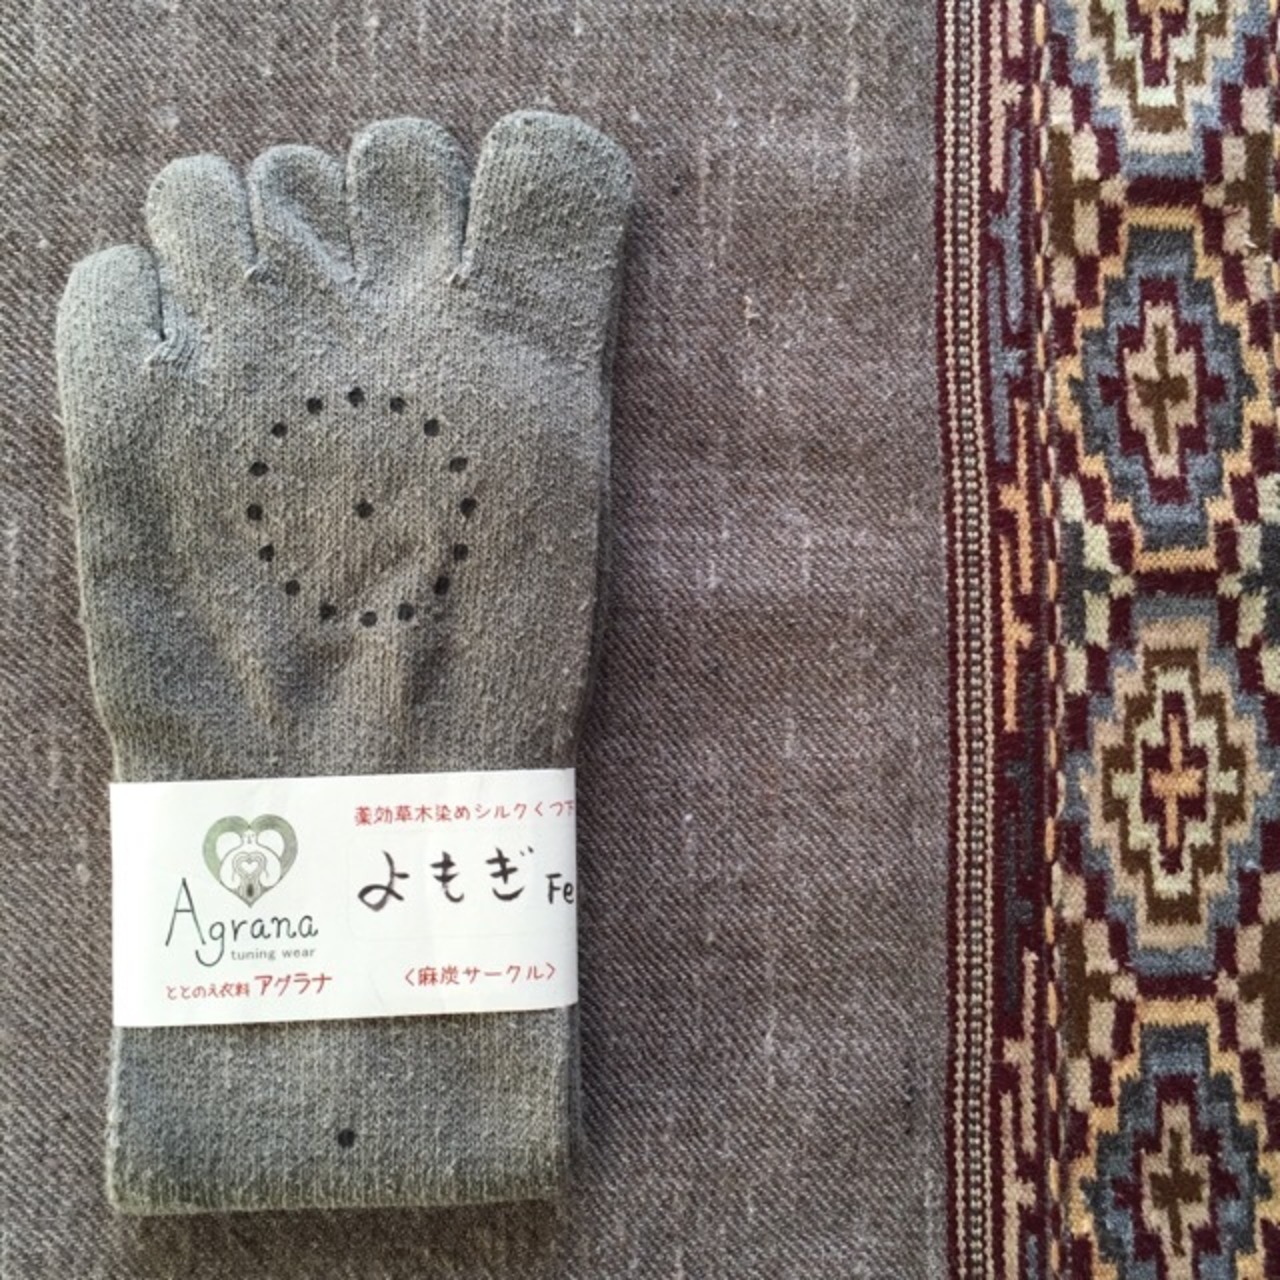 薬効草木染めシルクくつ下
よもぎ Fe
Agrana
tuning wear
ととのえ衣料 アグラナ
〈麻炭サークル〉